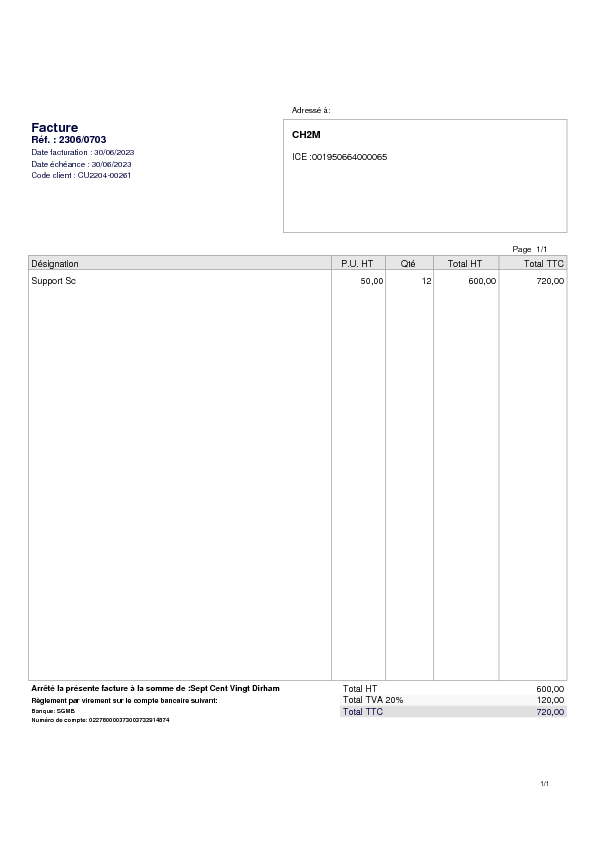 Adressé à:
Facture
Réf. : 2306/0703
Date facturation : 30/06/2023
Date échéance : 30/06/2023
Code client : CU2204-00261
CH2M
ICE :001950664000065
Page 1/1
Désignation P.U. HT Qté Total HT Total TTC
Support Sc 50,00 12 600,00 720,00
Arrêté la présente facture à la somme de :Sept Cent Vingt Dirham
Règlement par virement sur le compte bancaire suivant:
Banque: SGMB
Numéro de compte:
Total HT 600,00
Total TVA 20% 120,00
Total TTC 720,00
1/1